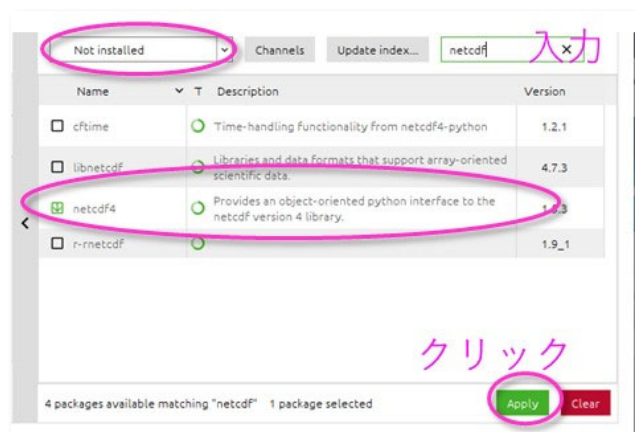 Not installed Channels Update index... netcdf × 入力
Name T Description Version
cftime Time-handling functionality from netcdf4-python 1.2.1
libnetcdf Libraries and data formats that support array-oriented scientific data. 4.7.3
netcdf4 Provides an object-oriented python interface to the netcdf version 4 library. 1.5.3
r-rnetcdf 1.9_1
クリック
4 packages available matching "netcdf" 1 package selected Apply Clear